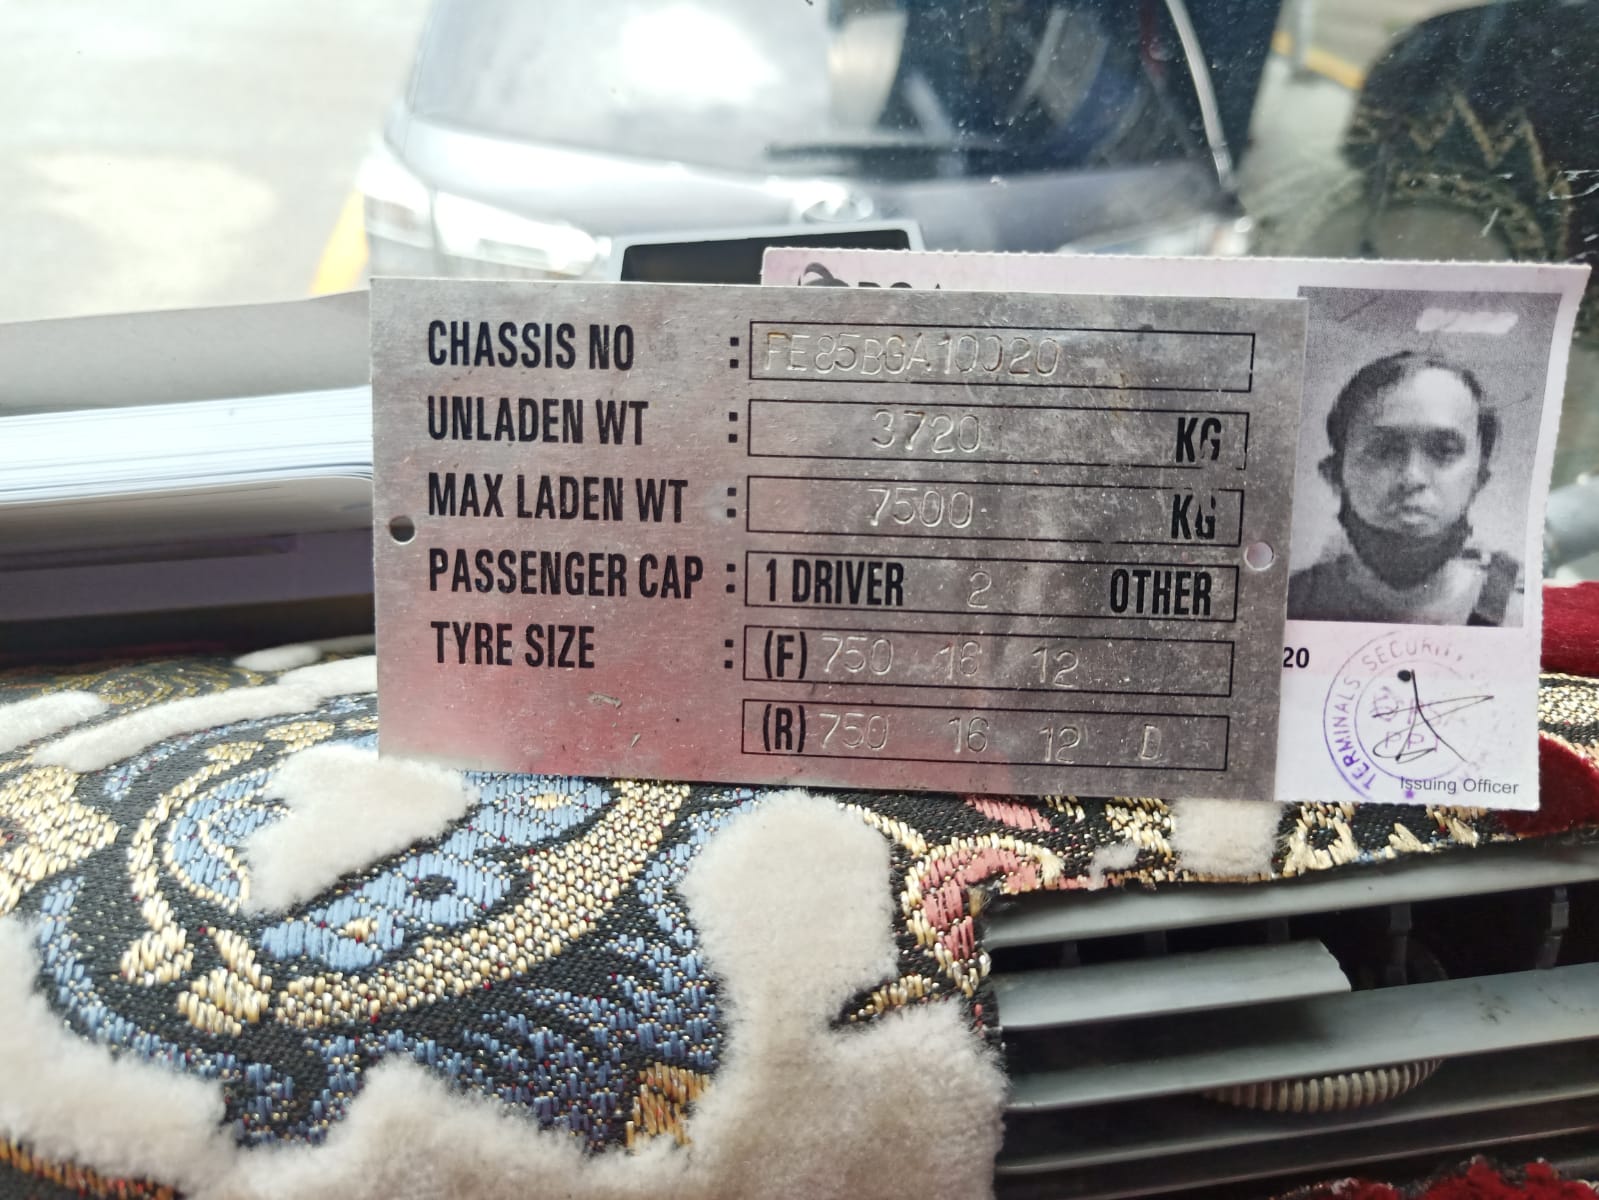 CHASSIS NO : FE85BGA10020
UNLADEN WT : 3720 KG
MAX LADEN WT : 7500 KG
PASSENGER CAP : 1 DRIVER 2 OTHER
TYRE SIZE : (F) 750 16 12
(R) 750 16 12 D
20
TERMINALS SECURITY
Issuing Officer